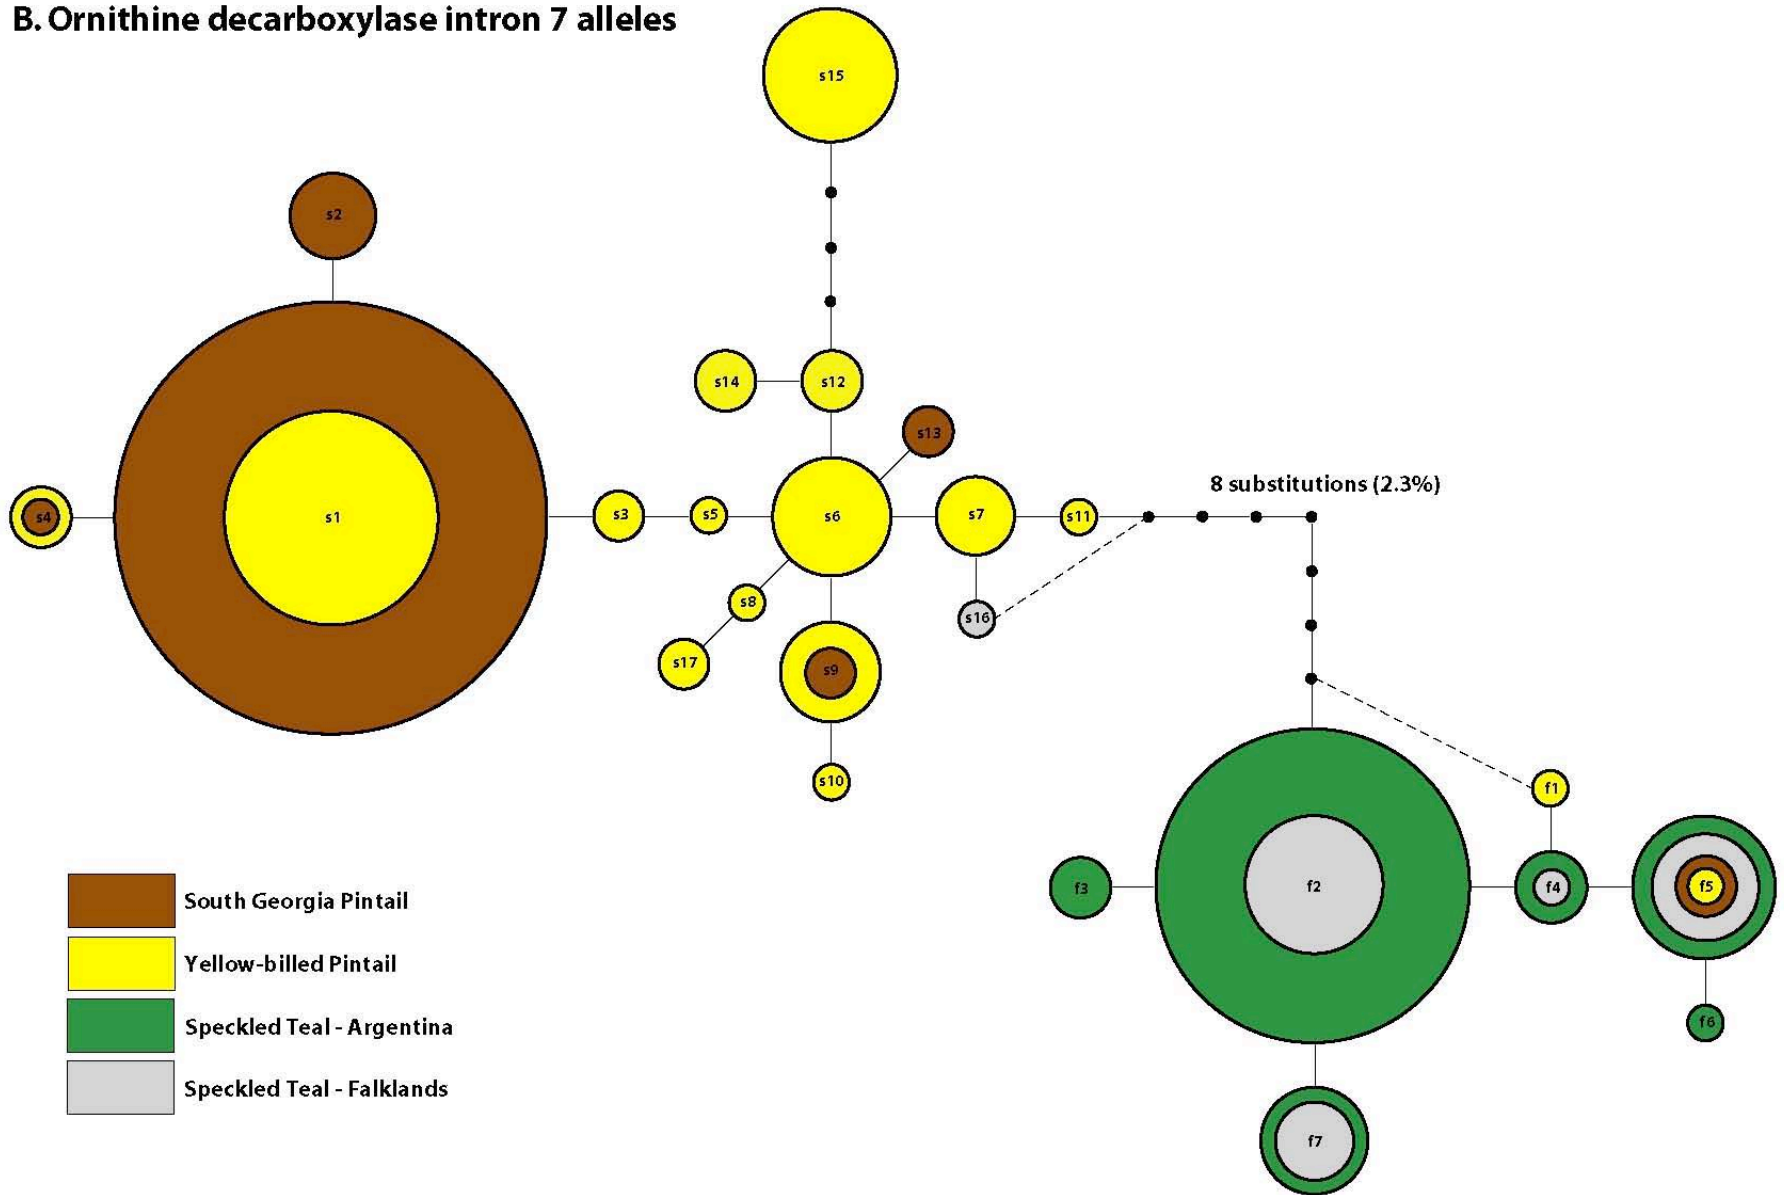 B. Ornithine decarboxylase intron 7 alleles
s15
s2
s14
s12
s13
s4
s1
s3
s5
s6
s7
s11
8 substitutions (2.3%)
s8
s16
s17
s9
s10
f1
f3
f2
f4
f5
South Georgia Pintail
Yellow-billed Pintail
Speckled Teal - Argentina
f6
Speckled Teal - Falklands
f7